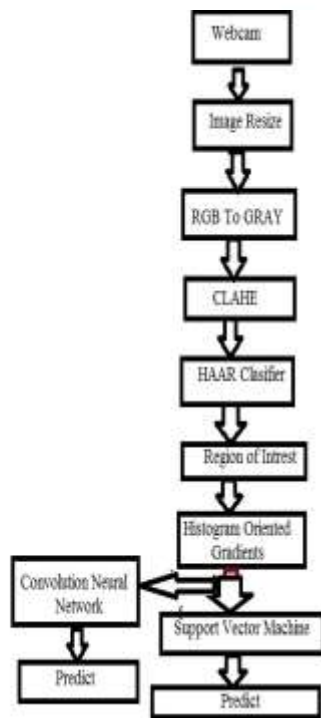 Webcam
Image Resize
RGB To GRAY
CLAHE
HAAR Clasifier
Region of Intrest
Histogram Oriented
Gradients
Convolution Neural
Network
Support Vector Machine
Predict
Predict